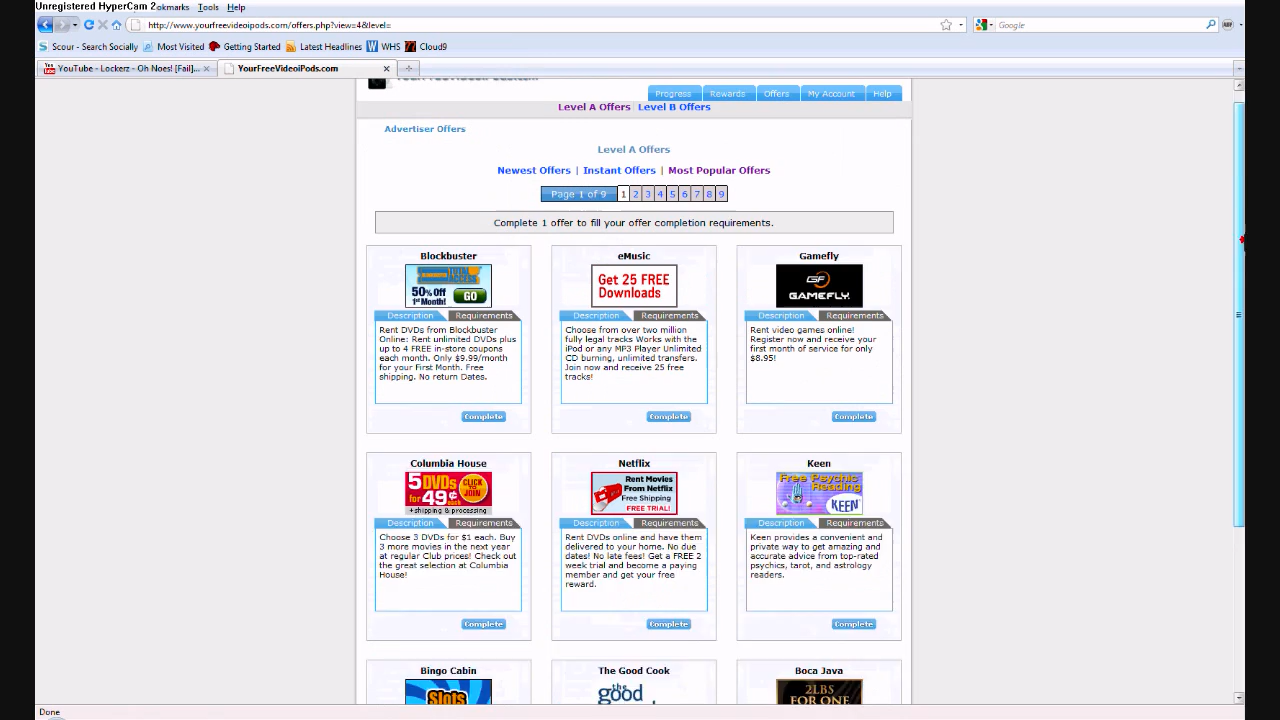 Unregistered HyperCam 2
okmarks Tools Help
http://www.yourfreevideoipods.com/offers.php?view=4&level=
Google
Scour - Search Socially Most Visited Getting Started Latest Headlines WHS Cloud9
YouTube - Lockerz - Oh Noes! [Fail]... YourFreeVideoiPods.com
Progress Rewards Offers My Account Help
Level A Offers | Level B Offers
Advertiser Offers
Level A Offers
Newest Offers | Instant Offers | Most Popular Offers
Page 1 of 9 1 2 3 4 5 6 7 8 9
Complete 1 offer to fill your offer completion requirements.
Blockbuster
50% Off
1st Month!
GO
Description Requirements
Rent DVDs from Blockbuster
Online: Rent unlimited DVDs plus
up to 4 FREE in-store coupons
each month. Only $9.99/month
for your First Month. Free
shipping. No return Dates.
Complete
eMusic
Get 25 FREE
Downloads
Description Requirements
Choose from over two million
fully legal tracks Works with the
iPod or any MP3 Player Unlimited
CD burning, unlimited transfers.
Join now and receive 25 free
tracks!
Complete
Gamefly
GF
GAMEFLY.
Description Requirements
Rent video games online!
Register now and receive your
first month of service for only
$8.95!
Complete
Columbia House
5 DVDs
for 49¢ each
CLICK TO JOIN
+ shipping & processing
Description Requirements
Choose 3 DVDs for $1 each. Buy
3 more movies in the next year
at regular Club prices! Check out
the great selection at Columbia
House!
Complete
Netflix
Rent Movies
From Netflix
Free Shipping
FREE TRIAL!
Description Requirements
Rent DVDs online and have them
delivered to your home. No due
dates! No late fees! Get a FREE 2
week trial and become a paying
member and get your free
reward.
Complete
Keen
Free Psychic
Reading
KEEN
Description Requirements
Keen provides a convenient and
private way to get amazing and
accurate advice from top-rated
psychics, tarot, and astrology
readers.
Complete
Bingo Cabin
Slots
The Good Cook
the
good
Boca Java
2LBS
FOR ONE
Done